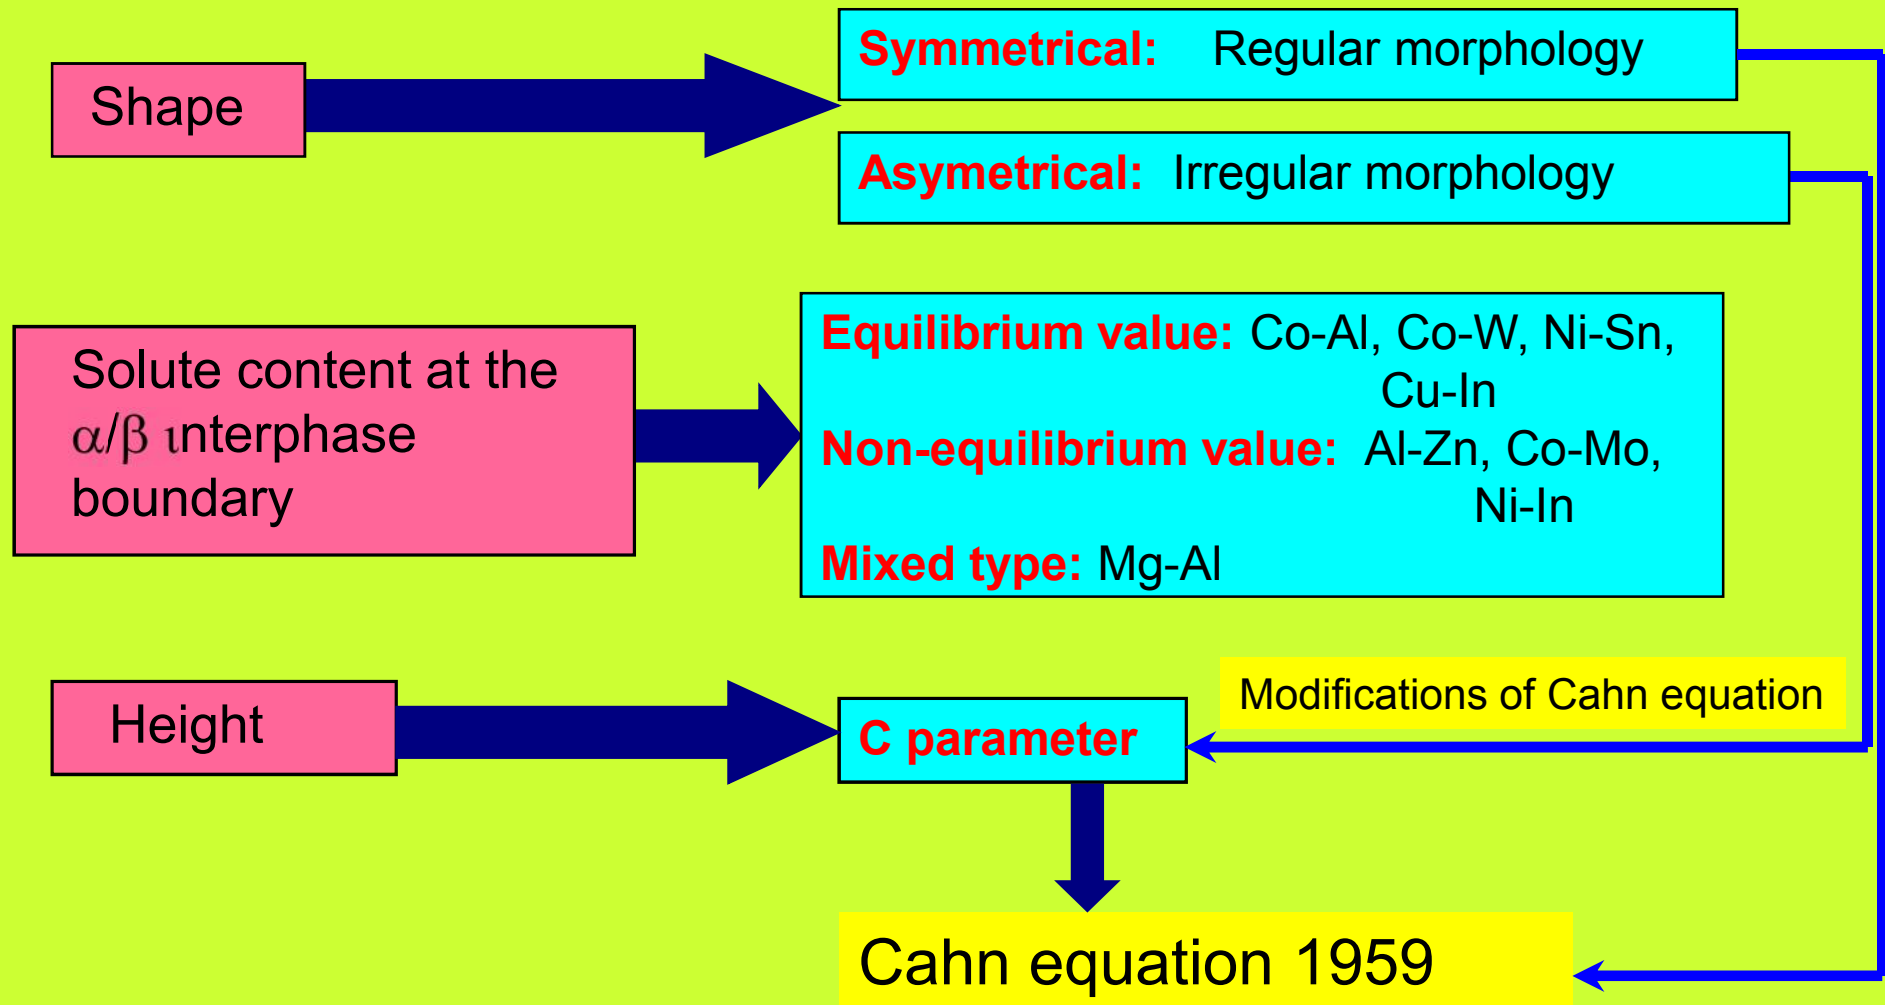 Shape
Symmetrical: Regular morphology
Asymetrical: Irregular morphology
Solute content at the
α/β ιnterphase
boundary
Equilibrium value: Co-Al, Co-W, Ni-Sn,
Cu-In
Non-equilibrium value: Al-Zn, Co-Mo,
Ni-In
Mixed type: Mg-Al
Height
C parameter
Modifications of Cahn equation
Cahn equation 1959